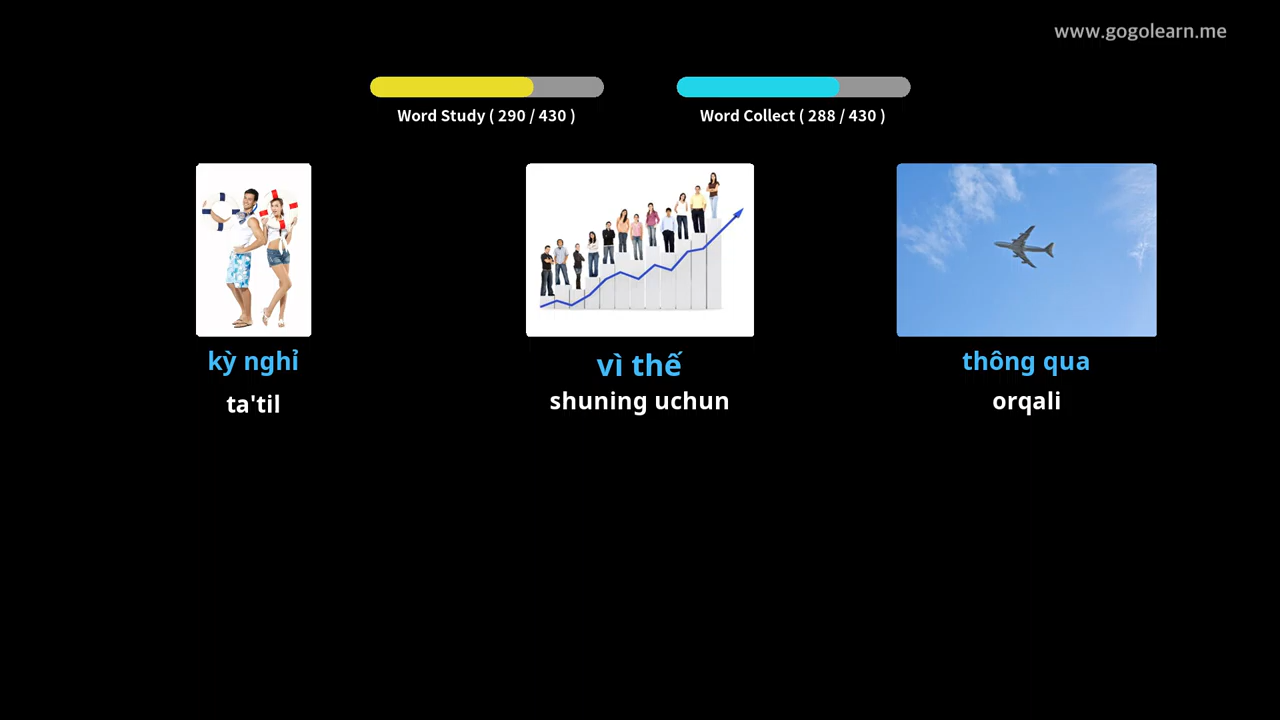 www.gogolearn.me
Word Study ( 290 / 430 )
Word Collect ( 288 / 430 )
kỳ nghỉ
vì thế
thông qua
ta'til
shuning uchun
orqali